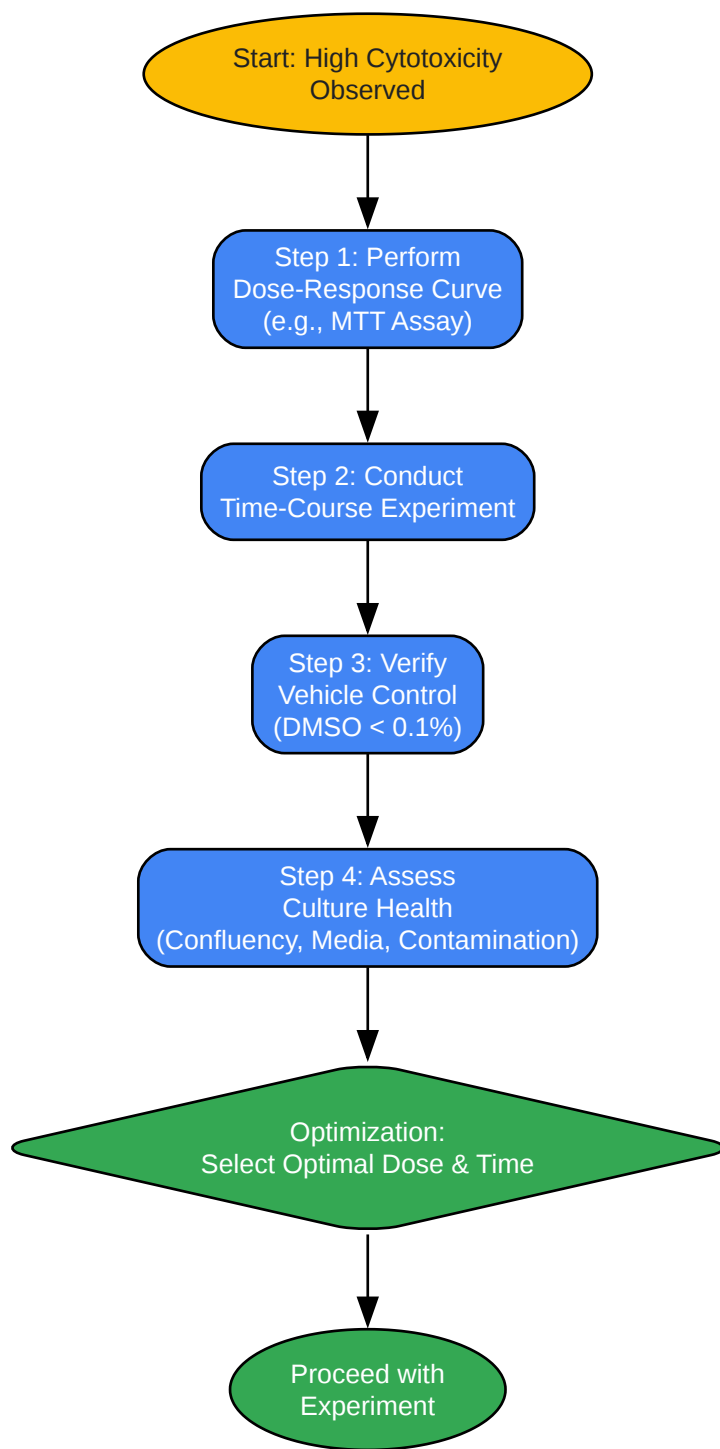 Start: High Cytotoxicity
Observed
Step 1: Perform
Dose-Response Curve
(e.g., MTT Assay)
Step 2: Conduct
Time-Course Experiment
Step 3: Verify
Vehicle Control
(DMSO < 0.1%)
Step 4: Assess
Culture Health
(Confluency, Media, Contamination)
Optimization:
Select Optimal Dose & Time
Proceed with
Experiment